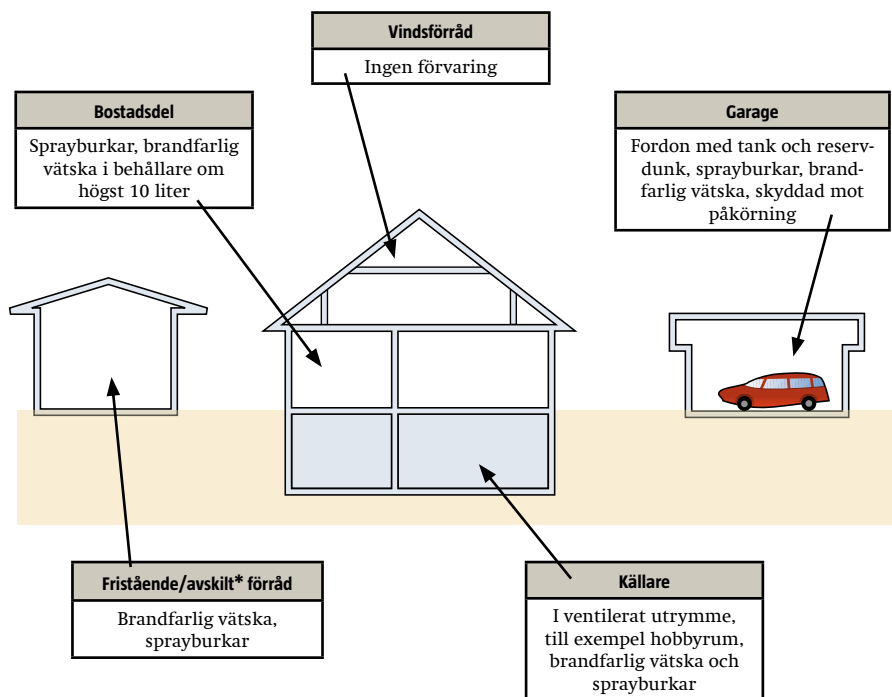 Vindsförråd
Ingen förvaring
Bostadsdel
Sprayburkar, brandfarlig
vätska i behållare om
högst 10 liter
Garage
Fordon med tank och reserv-
dunk, sprayburkar, brand-
farlig vätska, skyddad mot
påkörning
Fristående/avskilt* förråd
Brandfarlig vätska,
sprayburkar
Källare
I ventilerat utrymme,
till exempel hobbyrum,
brandfarlig vätska och
sprayburkar